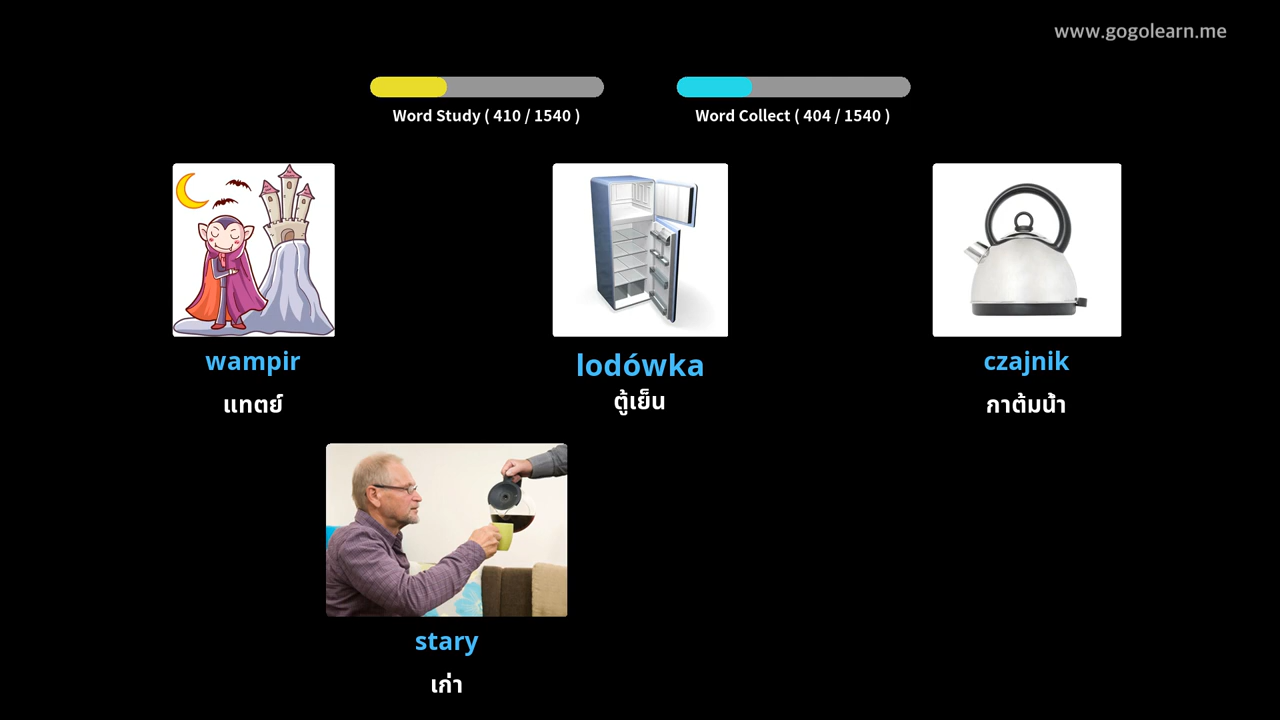 www.gogolearn.me
Word Study ( 410 / 1540 )
Word Collect ( 404 / 1540 )
wampir
lodówka
czajnik
แทตย์
ตู้เย็น
กาต้มน้ำ
stary
เก่า